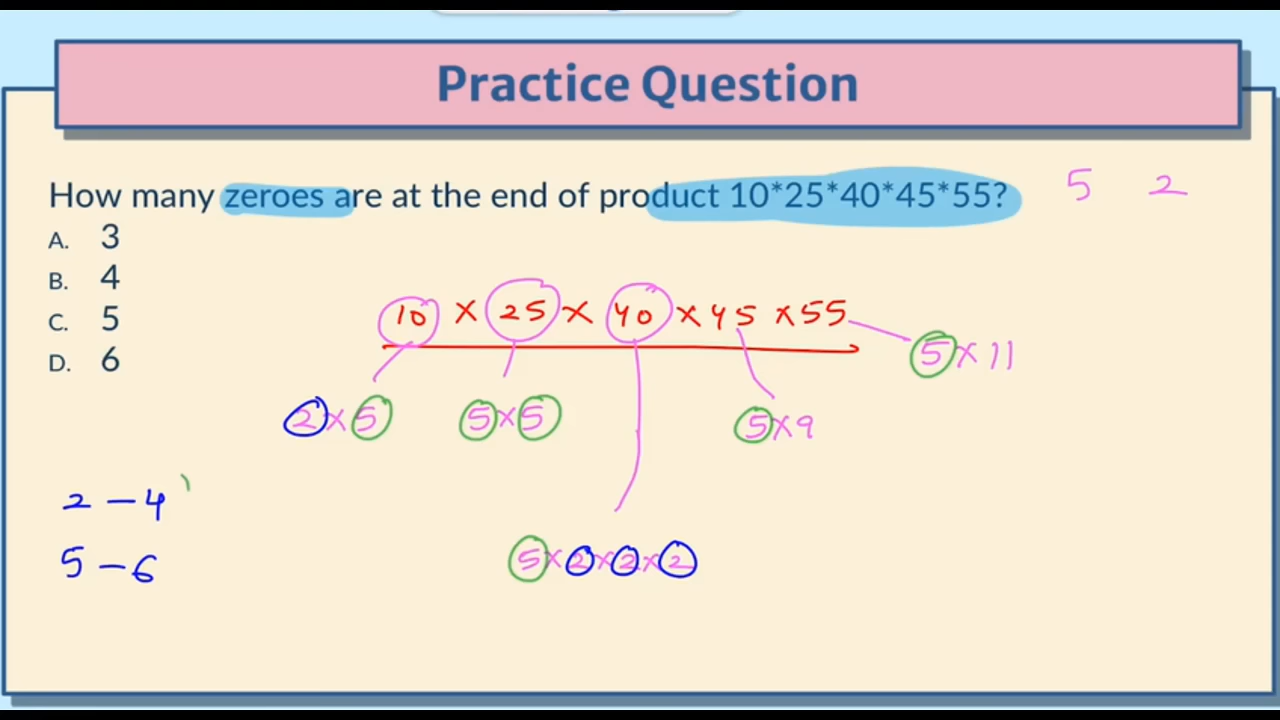 Practice Question
How many zeroes are at the end of product 10*25*40*45*55?
5 2
A. 3
B. 4
C. 5
D. 6
10 × 25 × 40 × 45 × 55
5 × 11
2 × 5
5 × 5
5 × 9
2 – 4
5 – 6
5 × 2 × 2 × 2